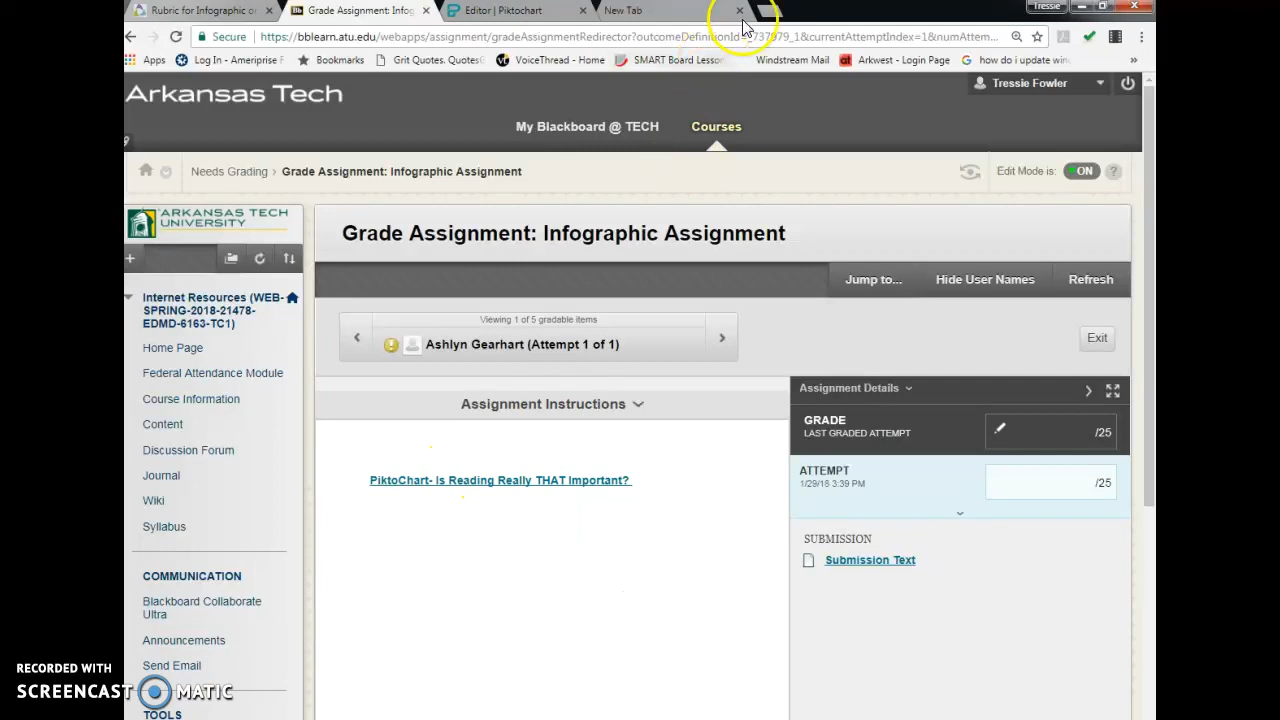 Rubric for Infographic o
Grade Assignment: Infog
Editor | Piktochart
New Tab
Tressie
Secure
https://bblearn.atu.edu/webapps/assignment/gradeAssignmentRedirector?outcomeDefinitionId=_737979_1&currentAttemptIndex=1&numAttem...
Apps
Log In - Ameriprise F
Bookmarks
Grit Quotes. Quotes
VoiceThread - Home
SMART Board Lesson
Windstream Mail
Arkwest - Login Page
how do i update win
»
Arkansas Tech
Tressie Fowler
My Blackboard @ TECH
Courses
Needs Grading > Grade Assignment: Infographic Assignment
Edit Mode is:
ON
?
ARKANSAS TECH
UNIVERSITY
Grade Assignment: Infographic Assignment
Jump to...
Hide User Names
Refresh
Internet Resources (WEB-
SPRING-2018-21478-
EDMD-6163-TC1)
Viewing 1 of 5 gradable items
Ashlyn Gearhart (Attempt 1 of 1)
Exit
Home Page
Federal Attendance Module
Course Information
Content
Discussion Forum
Journal
Wiki
Syllabus
COMMUNICATION
Blackboard Collaborate
Ultra
Announcements
Send Email
TOOLS
Assignment Instructions
PiktoChart- Is Reading Really THAT Important?
Assignment Details
GRADE
LAST GRADED ATTEMPT
/25
ATTEMPT
1/29/18 3:39 PM
/25
SUBMISSION
Submission Text
RECORDED WITH
SCREENCAST MATIC